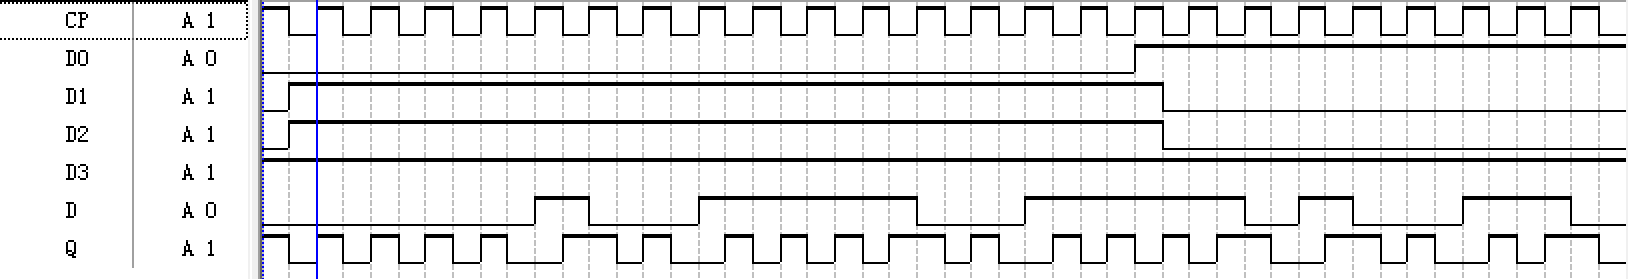 CP A 1
D0 A 0
D1 A 1
D2 A 1
D3 A 1
D A 0
Q A 1